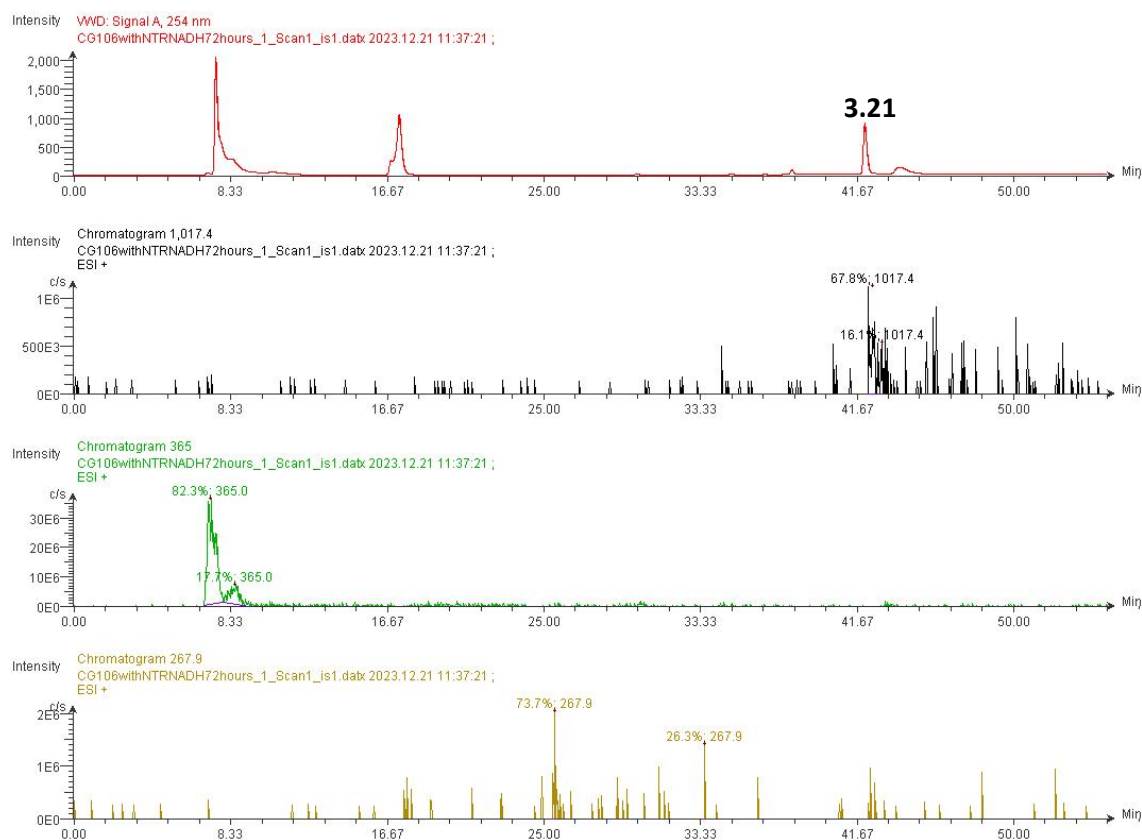 Intensity VWD: Signal A, 254 nm
CG106withNTRNADH72hours_1_Scan1_is1.datx 2023.12.21 11:37:21 ;
2,000
1,500
1,000
500
0
3.21
0.00 8.33 16.67 25.00 33.33 41.67 50.00 Min
Intensity Chromatogram 1,017.4
CG106withNTRNADH72hours_1_Scan1_is1.datx 2023.12.21 11:37:21 ;
ESI +
c/s
1E6
500E3
0E0
67.8%; 1017.4
16.1%; 1017.4
0.00 8.33 16.67 25.00 33.33 41.67 50.00 Min
Intensity Chromatogram 365
CG106withNTRNADH72hours_1_Scan1_is1.datx 2023.12.21 11:37:21 ;
ESI +
c/s
30E6
20E6
10E6
0E0
82.3%; 365.0
17.7%; 365.0
0.00 8.33 16.67 25.00 33.33 41.67 50.00 Min
Intensity Chromatogram 267.9
CG106withNTRNADH72hours_1_Scan1_is1.datx 2023.12.21 11:37:21 ;
ESI +
c/s
2E6
1E6
0E0
73.7%; 267.9
26.3%; 267.9
0.00 8.33 16.67 25.00 33.33 41.67 50.00 Min